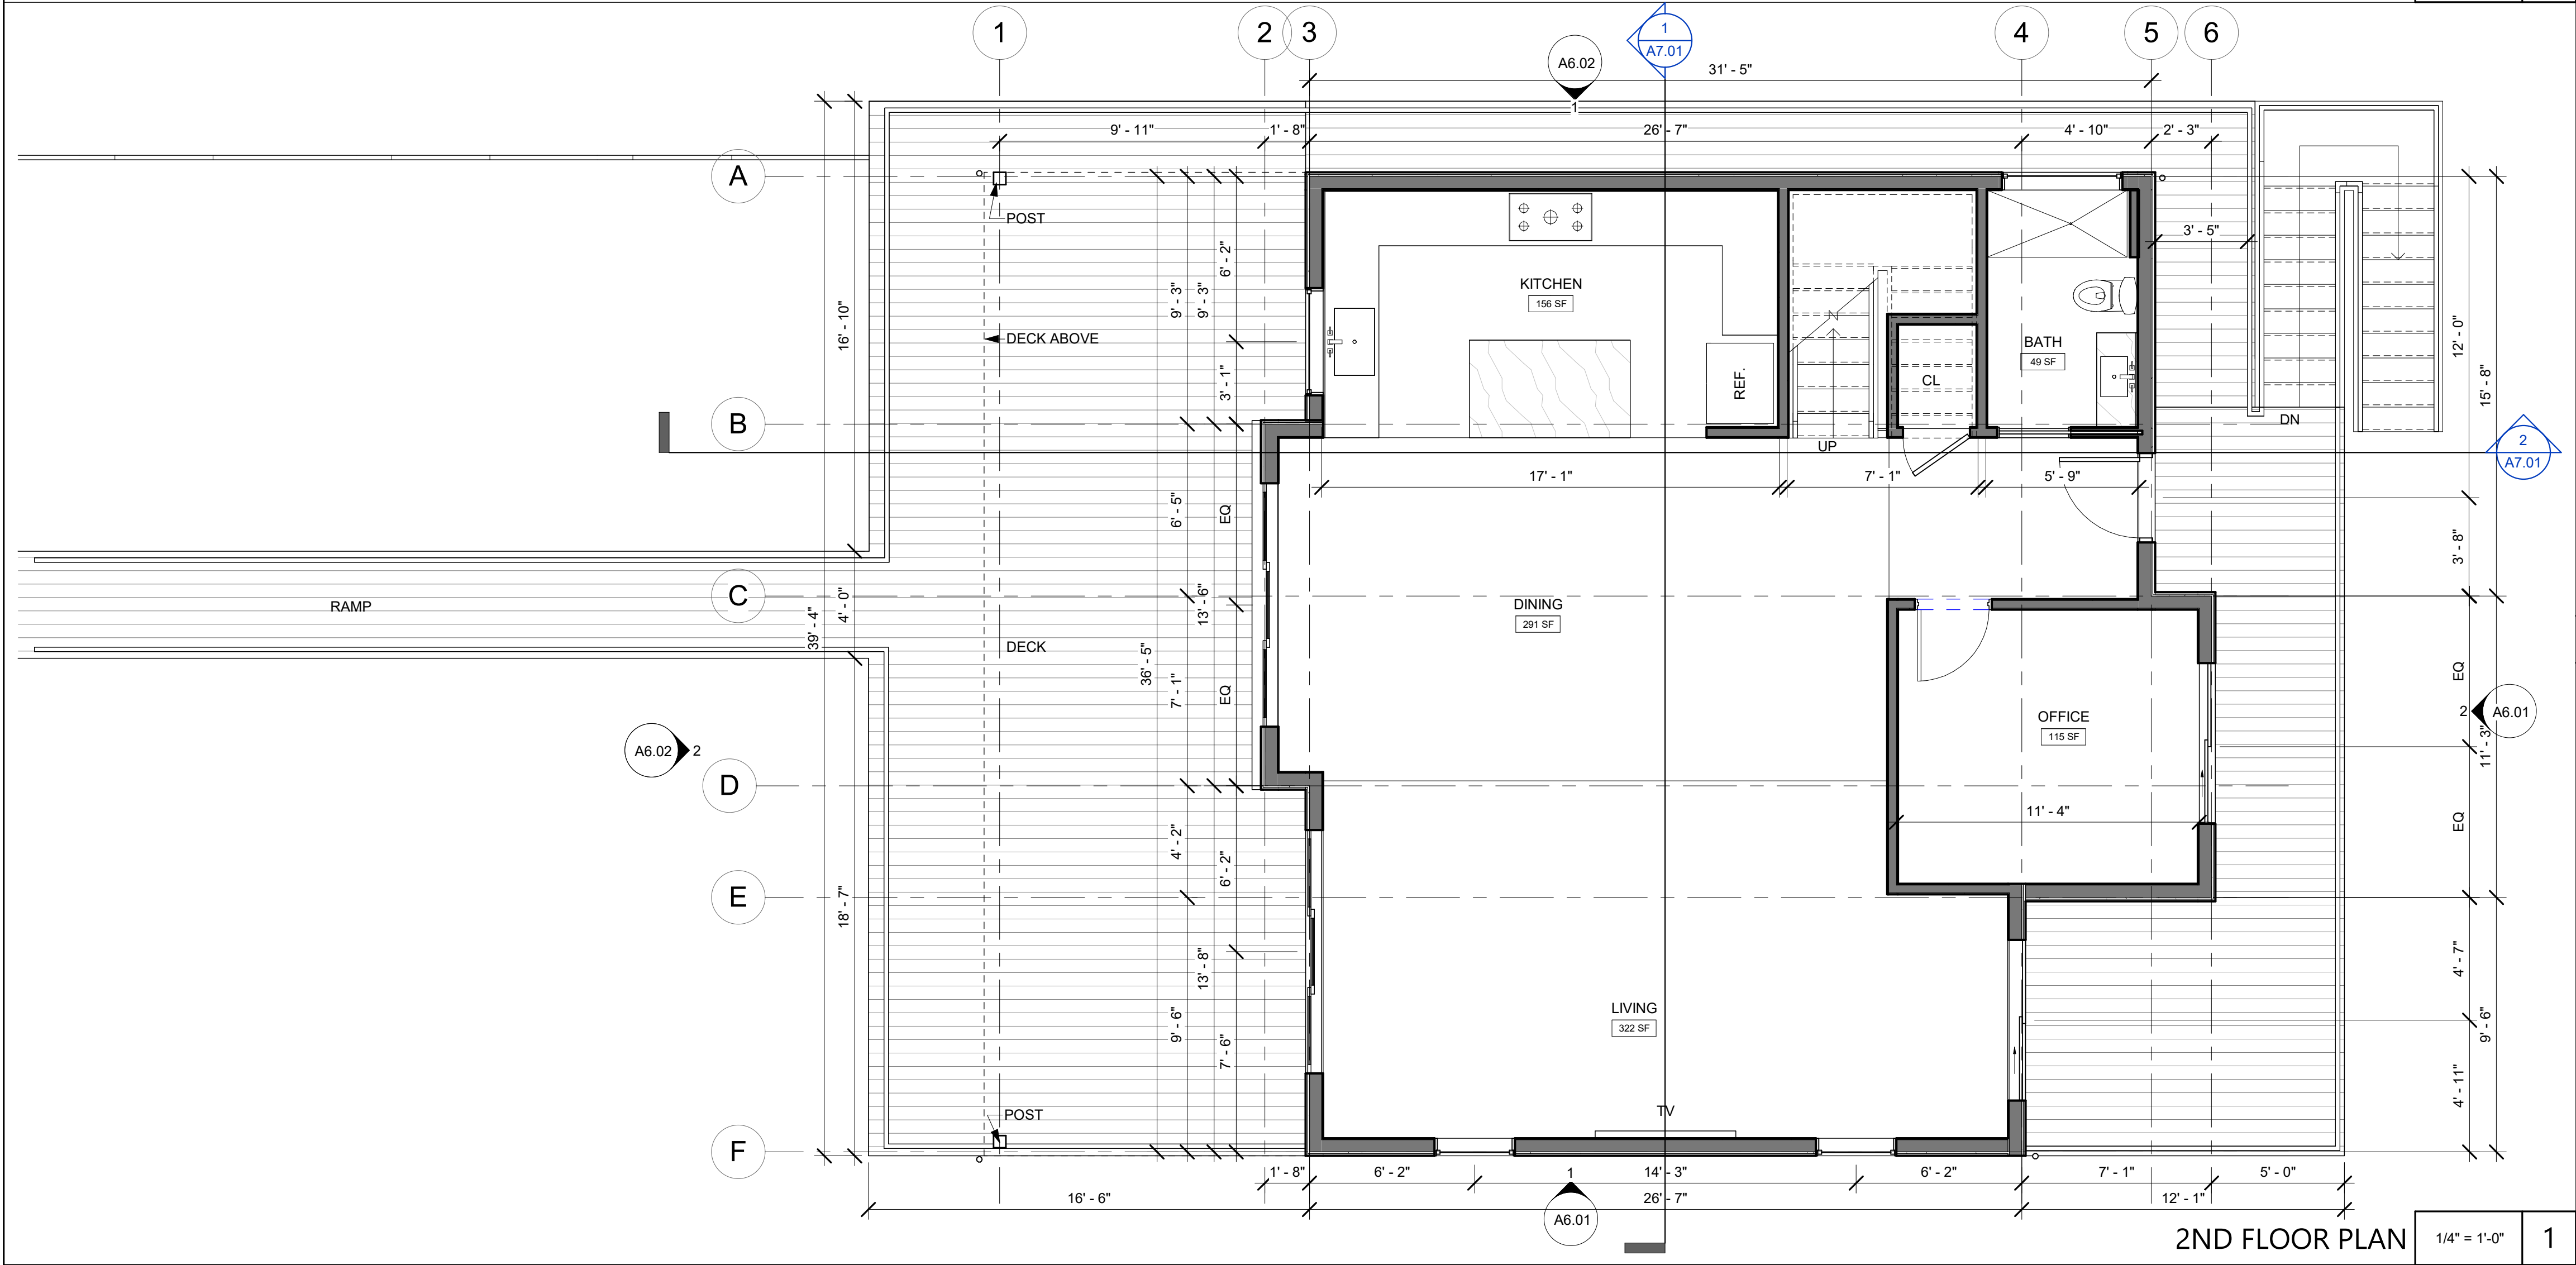 1
2
3
4
5
6
1
A7.01
A6.02
1
31' - 5"
9' - 11"
1' - 8"
26' - 7"
4' - 10"
2' - 3"
A
POST
3' - 5"
6' - 2"
9' - 3"
9' - 3"
16' - 10"
KITCHEN
156 SF
DECK ABOVE
BATH
49 SF
12' - 0"
15' - 8"
3' - 1"
REF.
CL
B
DN
UP
2
A7.01
17' - 1"
7' - 1"
5' - 9"
6' - 5"
EQ
3' - 8"
C
RAMP
4' - 0"
39' - 4"
13' - 6"
DINING
291 SF
DECK
36' - 5"
7' - 1"
EQ
EQ
OFFICE
115 SF
2
A6.01
11' - 3"
A6.02
2
D
11' - 4"
EQ
4' - 2"
6' - 2"
E
18' - 7"
13' - 8"
4' - 7"
LIVING
322 SF
9' - 6"
7' - 6"
9' - 6"
4' - 11"
POST
TV
F
1' - 8"
6' - 2"
1
14' - 3"
6' - 2"
7' - 1"
5' - 0"
16' - 6"
26' - 7"
12' - 1"
A6.01
2ND FLOOR PLAN
1/4" = 1'-0"
1